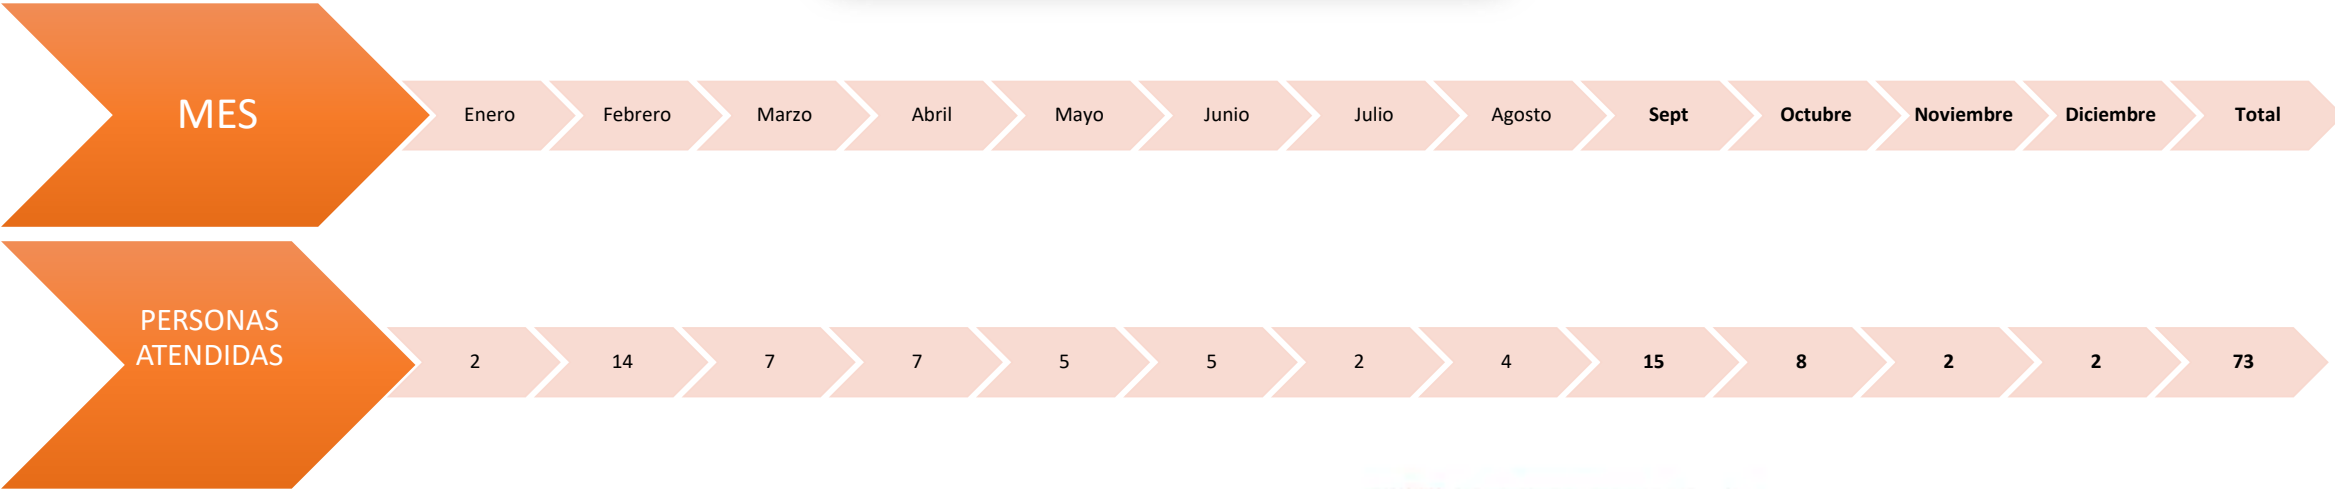 MES
Enero Febrero Marzo Abril Mayo Junio Julio Agosto Sept Octubre Noviembre Diciembre Total
PERSONAS
ATENDIDAS
2 14 7 7 5 5 2 4 15 8 2 2 73